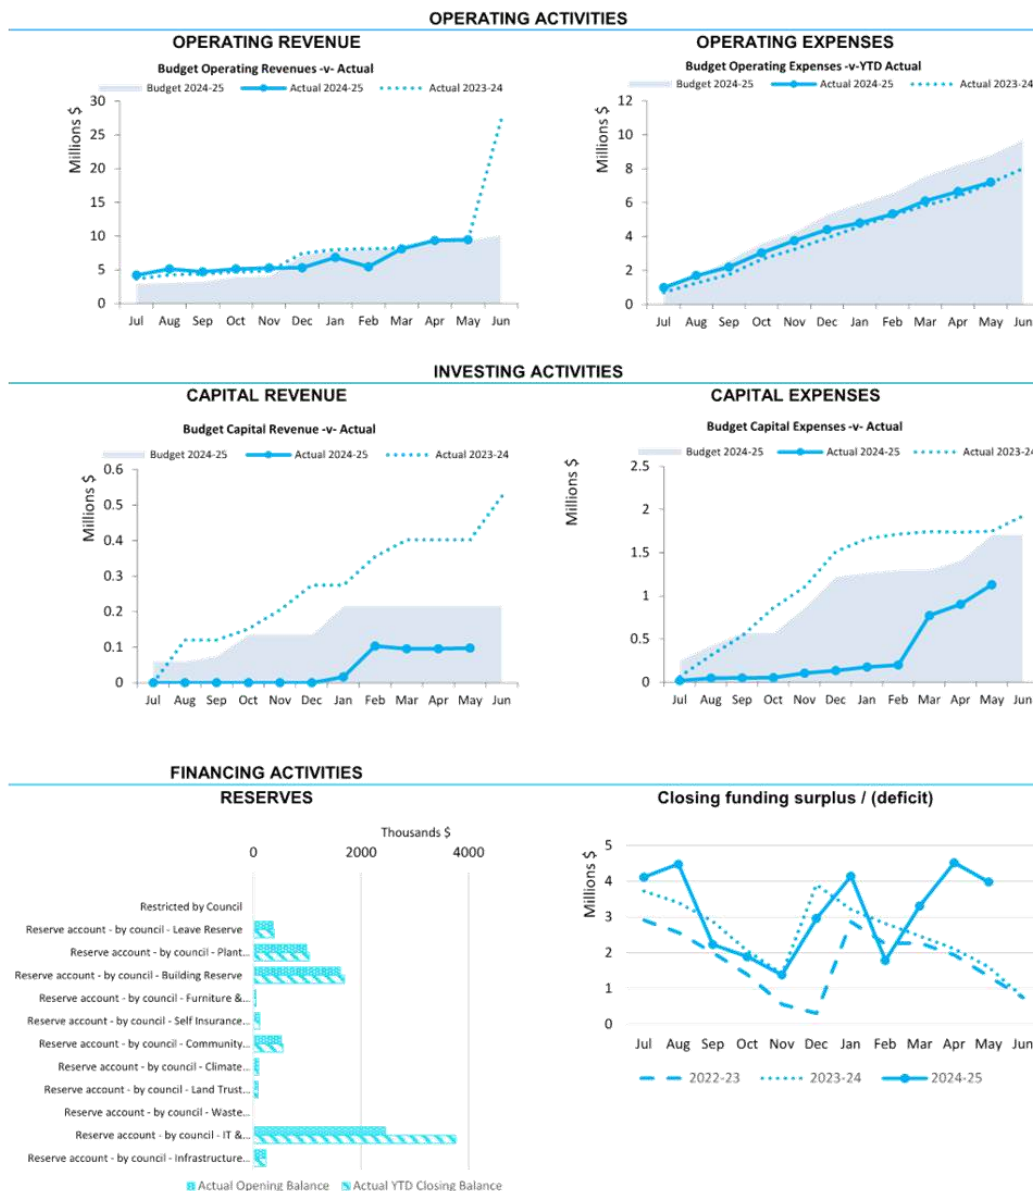 OPERATING ACTIVITIES
OPERATING REVENUE
Budget Operating Revenues -v- Actual
Budget 2024-25 Actual 2024-25 Actual 2023-24
Millions $
30
25
20
15
10
5
0
Jul Aug Sep Oct Nov Dec Jan Feb Mar Apr May Jun
OPERATING EXPENSES
Budget Operating Expenses -v-YTD Actual
Budget 2024-25 Actual 2024-25 Actual 2023-24
Millions $
12
10
8
6
4
2
0
Jul Aug Sep Oct Nov Dec Jan Feb Mar Apr May Jun
INVESTING ACTIVITIES
CAPITAL REVENUE
Budget Capital Revenue -v- Actual
Budget 2024-25 Actual 2024-25 Actual 2023-24
Millions $
0.6
0.5
0.4
0.3
0.2
0.1
0
Jul Aug Sep Oct Nov Dec Jan Feb Mar Apr May Jun
CAPITAL EXPENSES
Budget Capital Expenses -v- Actual
Budget 2024-25 Actual 2024-25 Actual 2023-24
Millions $
2.5
2
1.5
1
0.5
0
Jul Aug Sep Oct Nov Dec Jan Feb Mar Apr May Jun
FINANCING ACTIVITIES
RESERVES
Thousands $
0 2000 4000
Restricted by Council
Reserve account - by council - Leave Reserve
Reserve account - by council - Plant...
Reserve account - by council - Building Reserve
Reserve account - by council - Furniture &...
Reserve account - by council - Self Insurance...
Reserve account - by council - Community...
Reserve account - by council - Climate...
Reserve account - by council - Land Trust...
Reserve account - by council - Waste...
Reserve account - by council - IT &...
Reserve account - by council - Infrastructure...
Actual Opening Balance Actual YTD Closing Balance
Closing funding surplus / (deficit)
Millions $
5
4
3
2
1
0
Jul Aug Sep Oct Nov Dec Jan Feb Mar Apr May Jun
2022-23 2023-24 2024-25